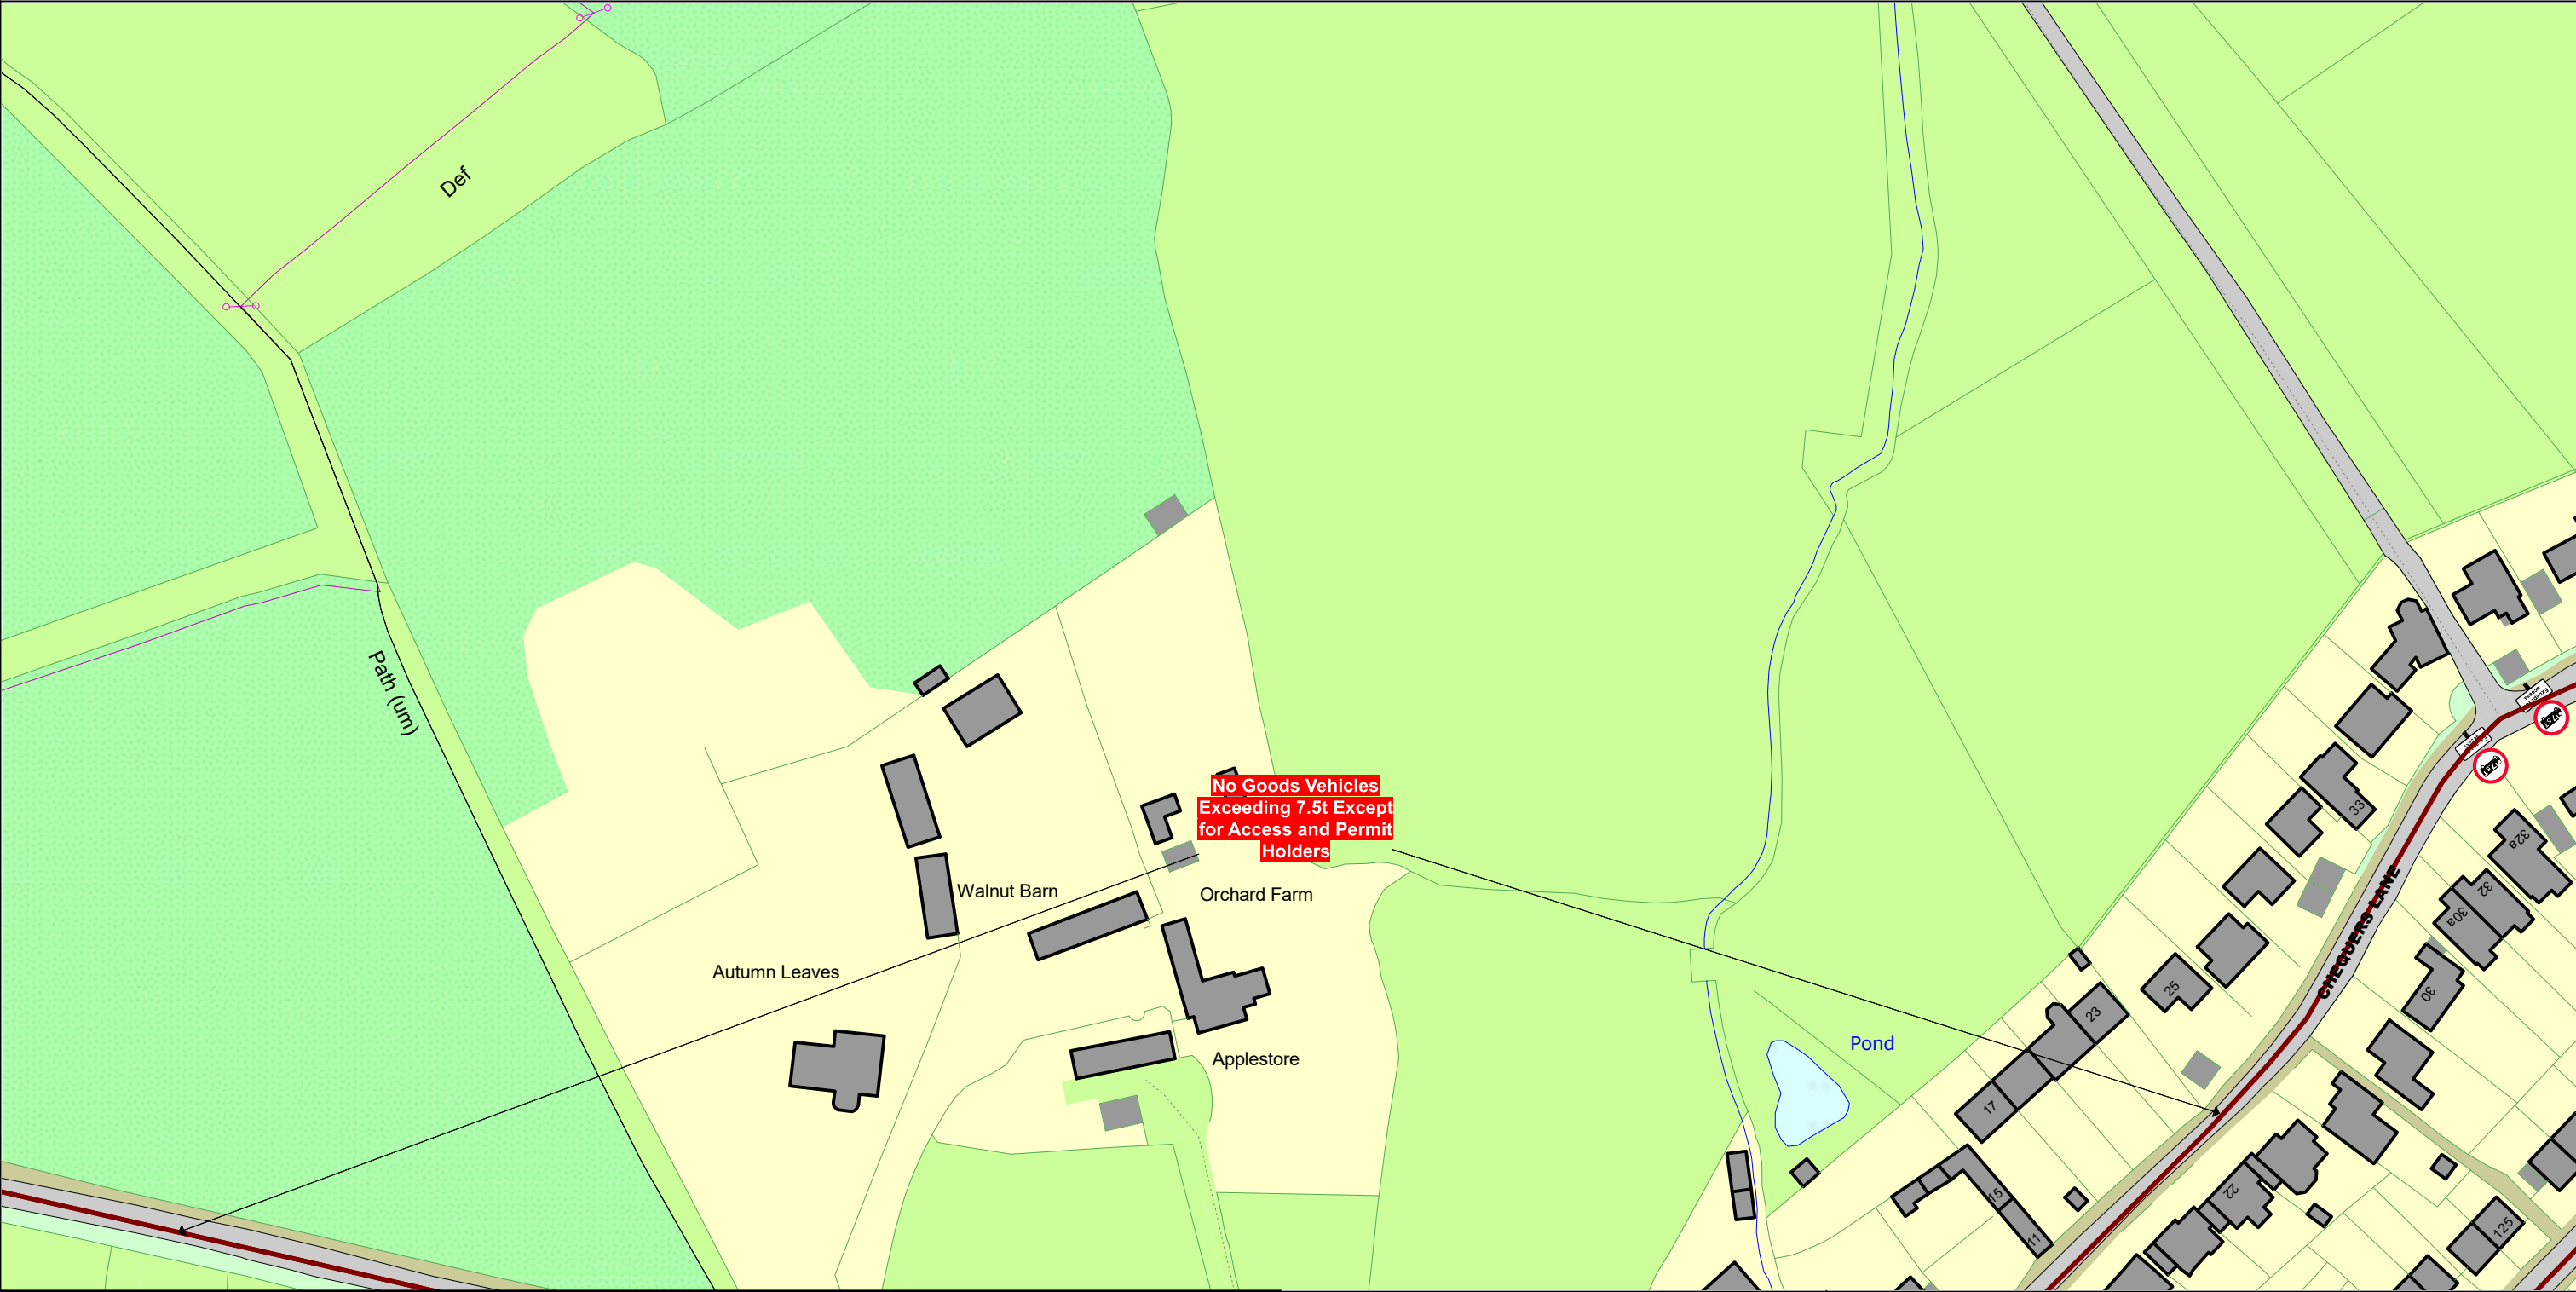 Def
Path (um)
No Goods Vehicles
Exceeding 7.5t Except
for Access and Permit
Holders
Walnut Barn
Orchard Farm
Autumn Leaves
Applestore
Pond
CHEQUERS LANE
33
32a
32
30a
30
25
23
17
15
11
22
125